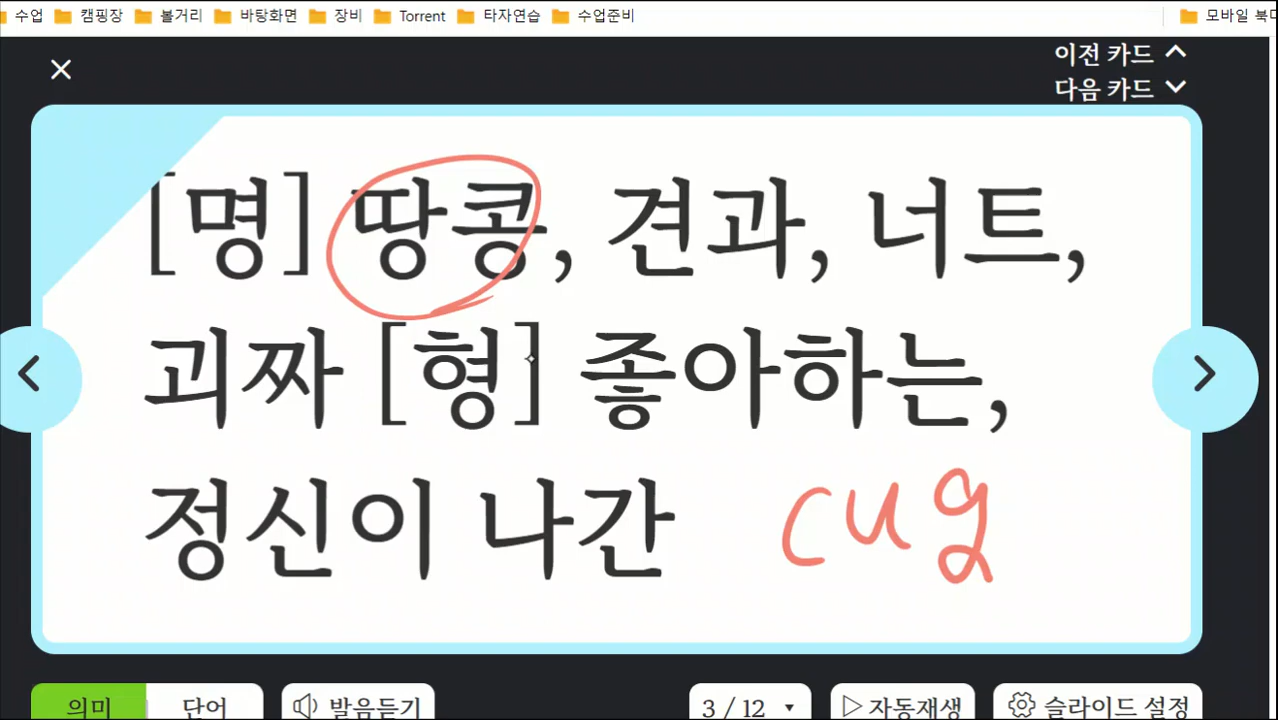 수업 캠핑장 볼거리 바탕화면 장비 Torrent 타자연습 수업준비 모바일
이전 카드
다음 카드
[명] 땅콩, 견과, 너트,
괴짜 [형] 좋아하는,
정신이 나간
의미 단어 발음듣기 3 / 12 자동재생 슬라이드 설정